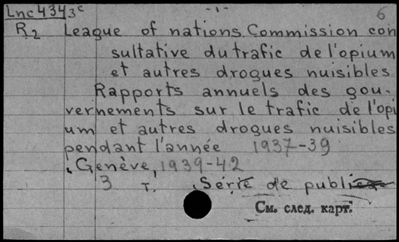 Lnc4343c - 1 - 6
R2 League of nations. Commission con
sultative du trafic de l'opium
et autres drogues nuisibles
Rapports annuels des gou-
vernements sur le trafic de l'opi
um et autres drogues nuisibles
pendant l'année 1937-39
Genève, 1939-42
3 т. Série de publi
См. след. карт.